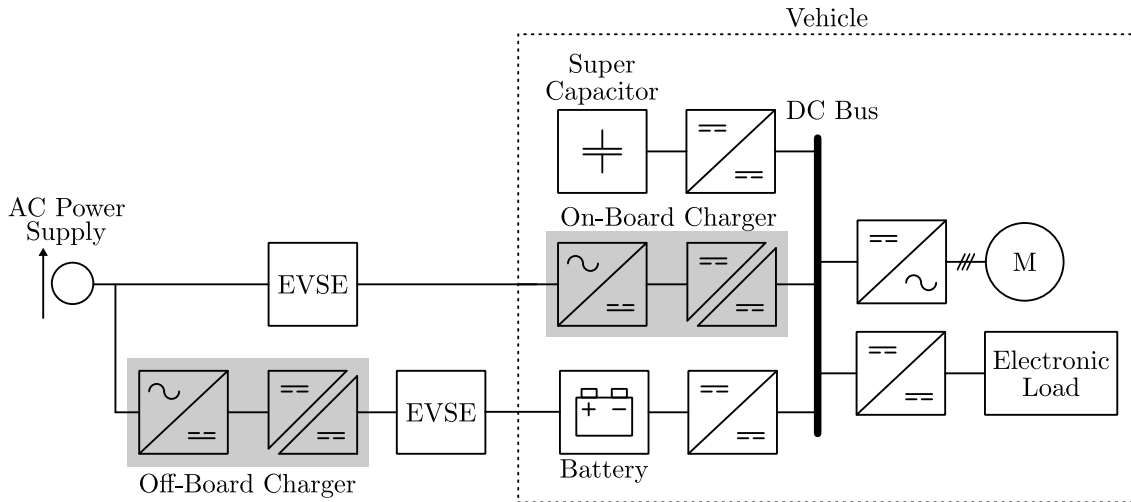 Vehicle
Super
Capacitor
DC Bus
AC Power
Supply
On-Board Charger
EVSE
M
EVSE
Electronic
Load
Off-Board Charger
Battery